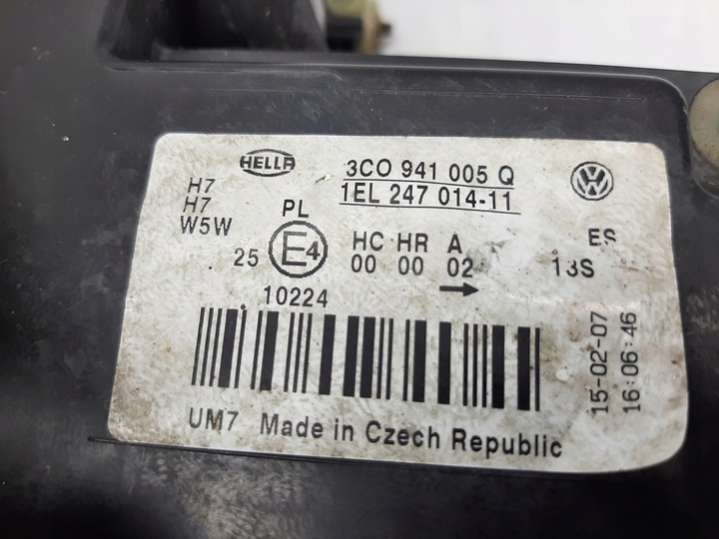 HELLA
3C0 941 005 Q
1EL 247 014-11
VW
H7
H7
W5W
PL
25 E4
10224
HC HR A
00 00 02
→
ES
13S
15-02-07
16:06:46
UM7 Made in Czech Republic